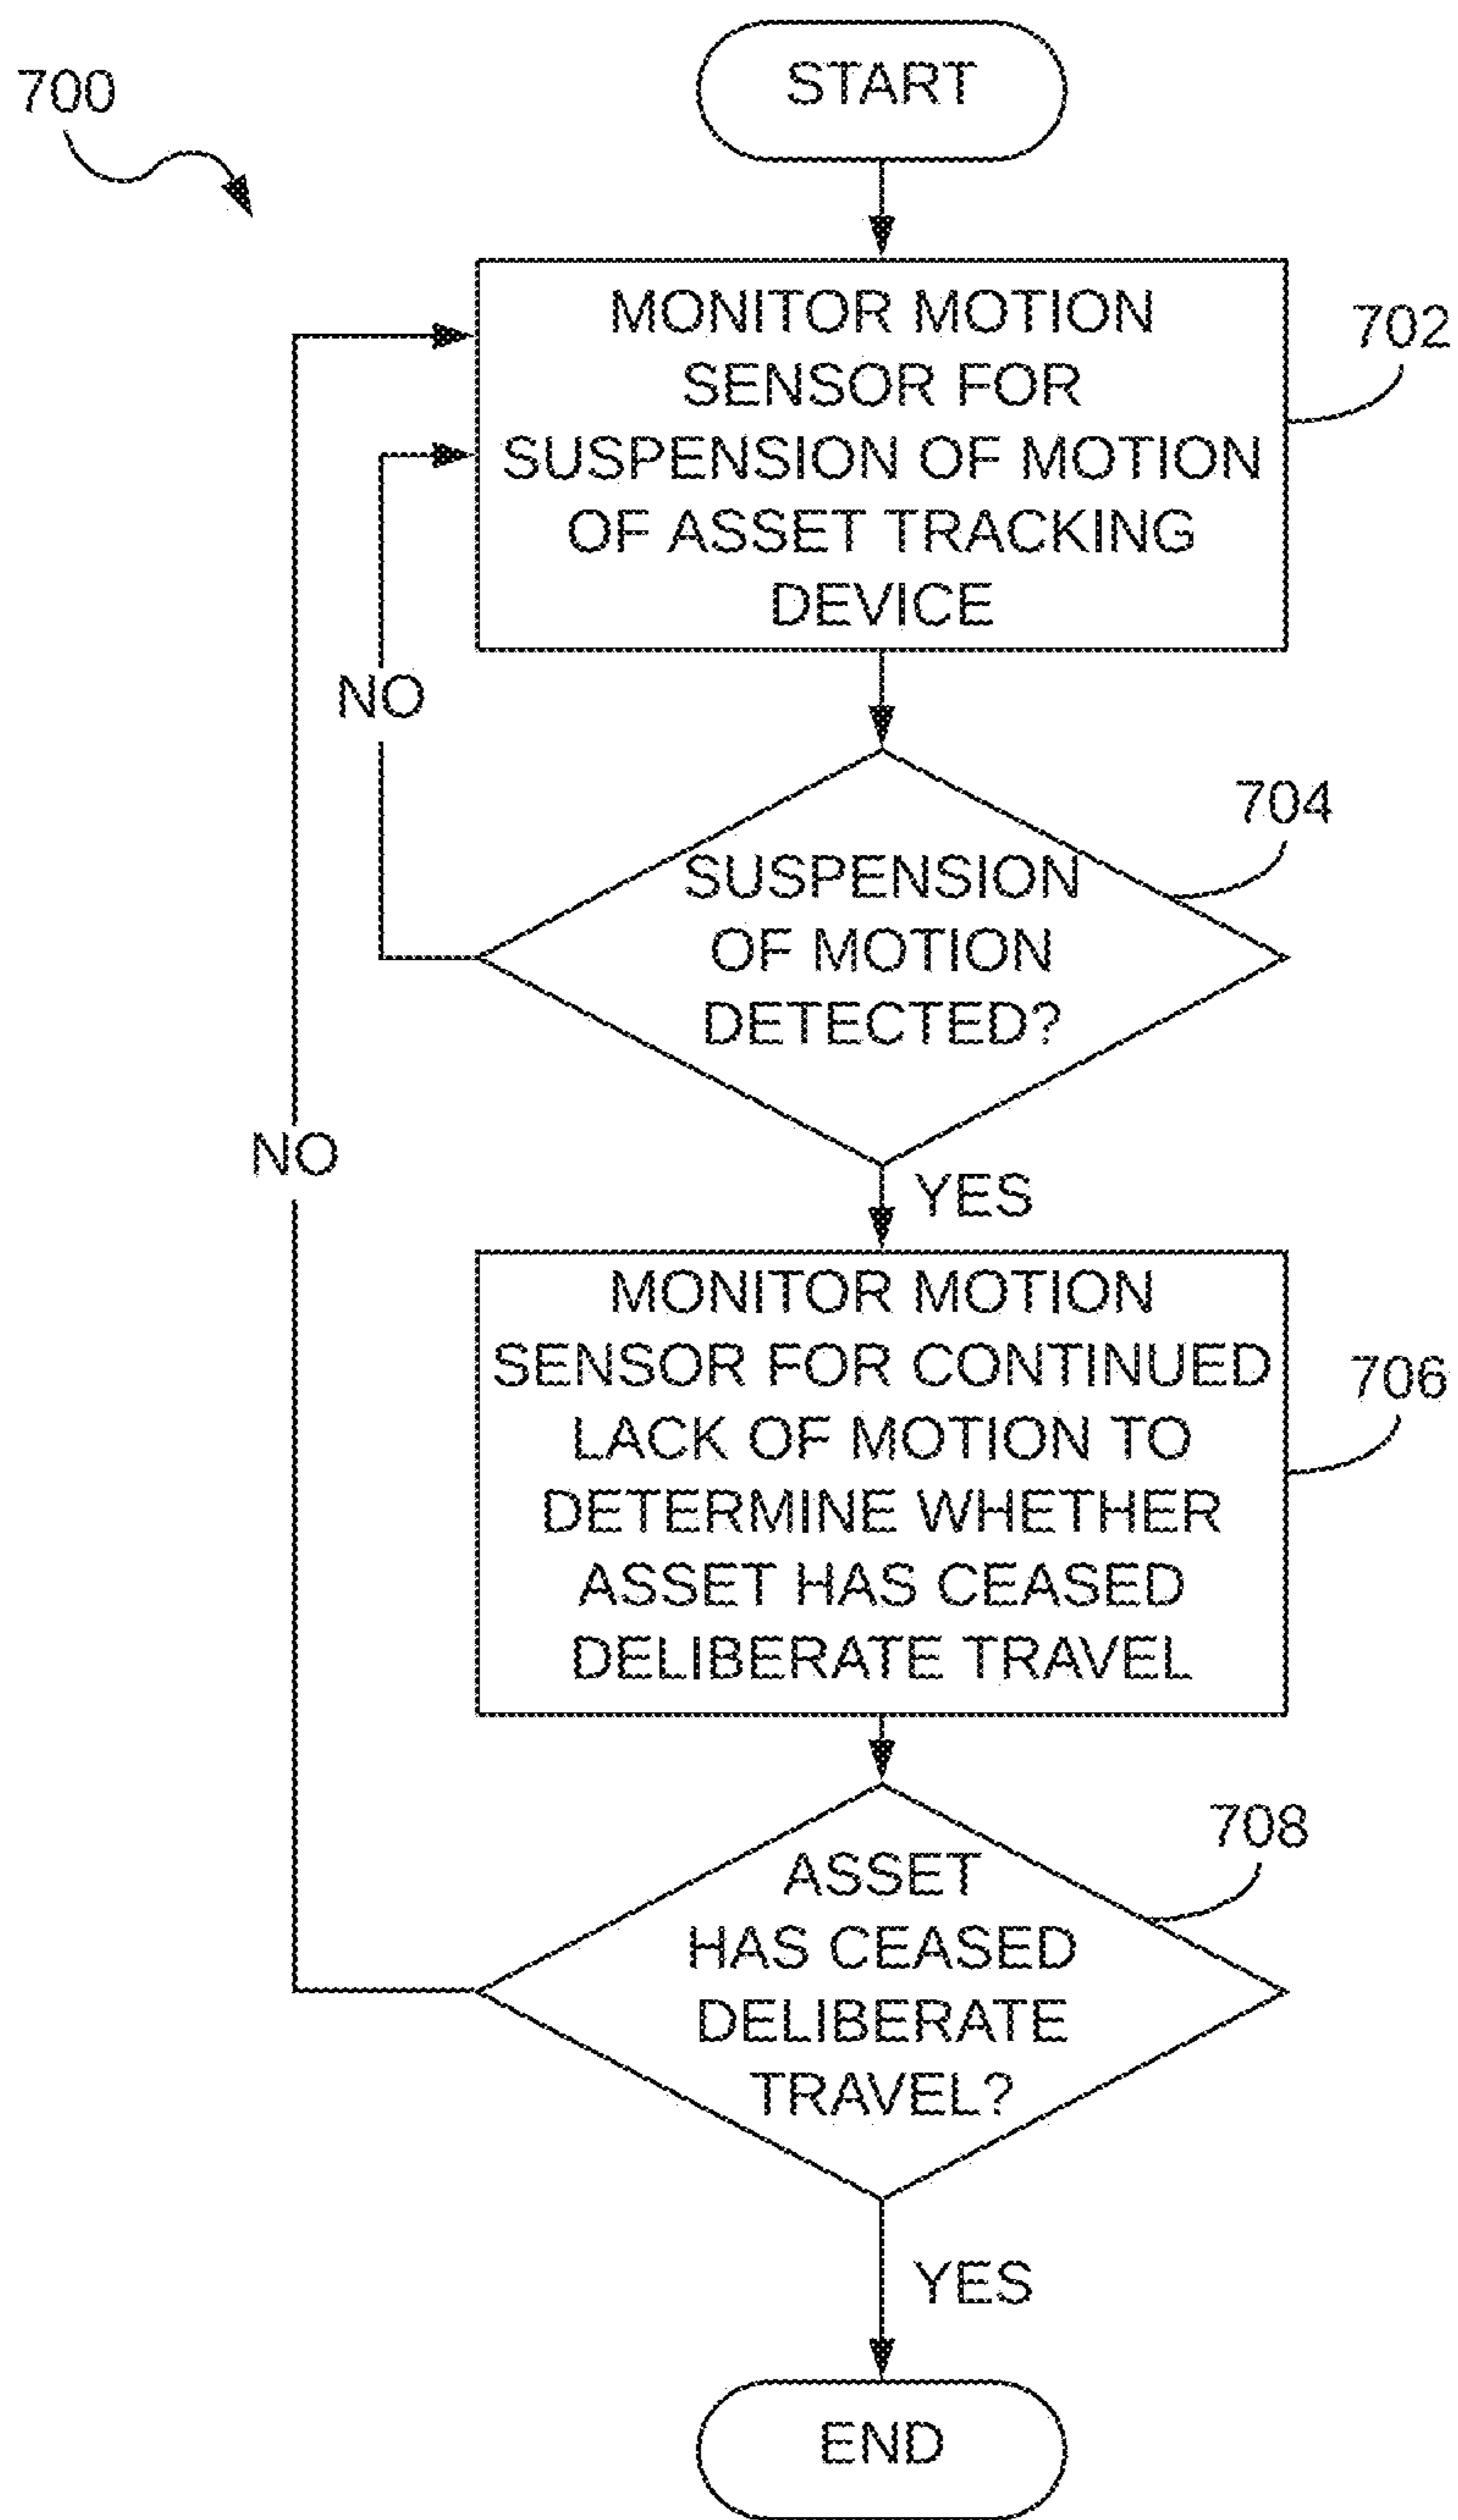 700
START
MONITOR MOTION
SENSOR FOR
SUSPENSION OF MOTION
OF ASSET TRACKING
DEVICE
702
NO
704
SUSPENSION
OF MOTION
DETECTED?
NO
YES
MONITOR MOTION
SENSOR FOR CONTINUED
LACK OF MOTION TO
DETERMINE WHETHER
ASSET HAS CEASED
DELIBERATE TRAVEL
706
708
ASSET
HAS CEASED
DELIBERATE
TRAVEL?
YES
END